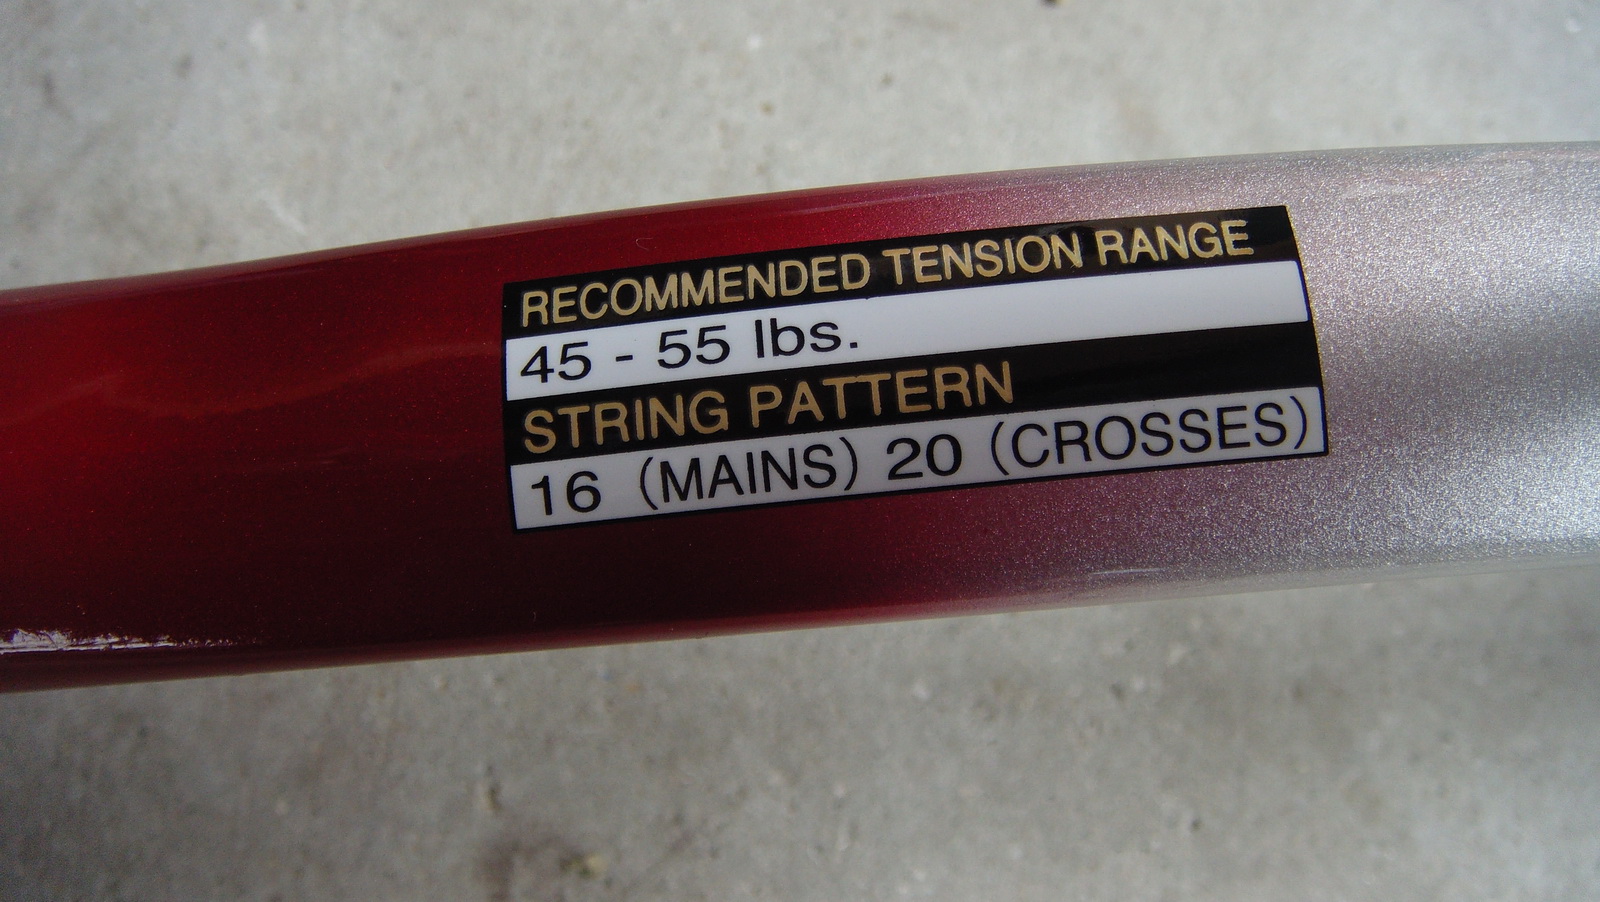 RECOMMENDED TENSION RANGE
45 - 55 lbs.
STRING PATTERN
16 (MAINS) 20 (CROSSES)